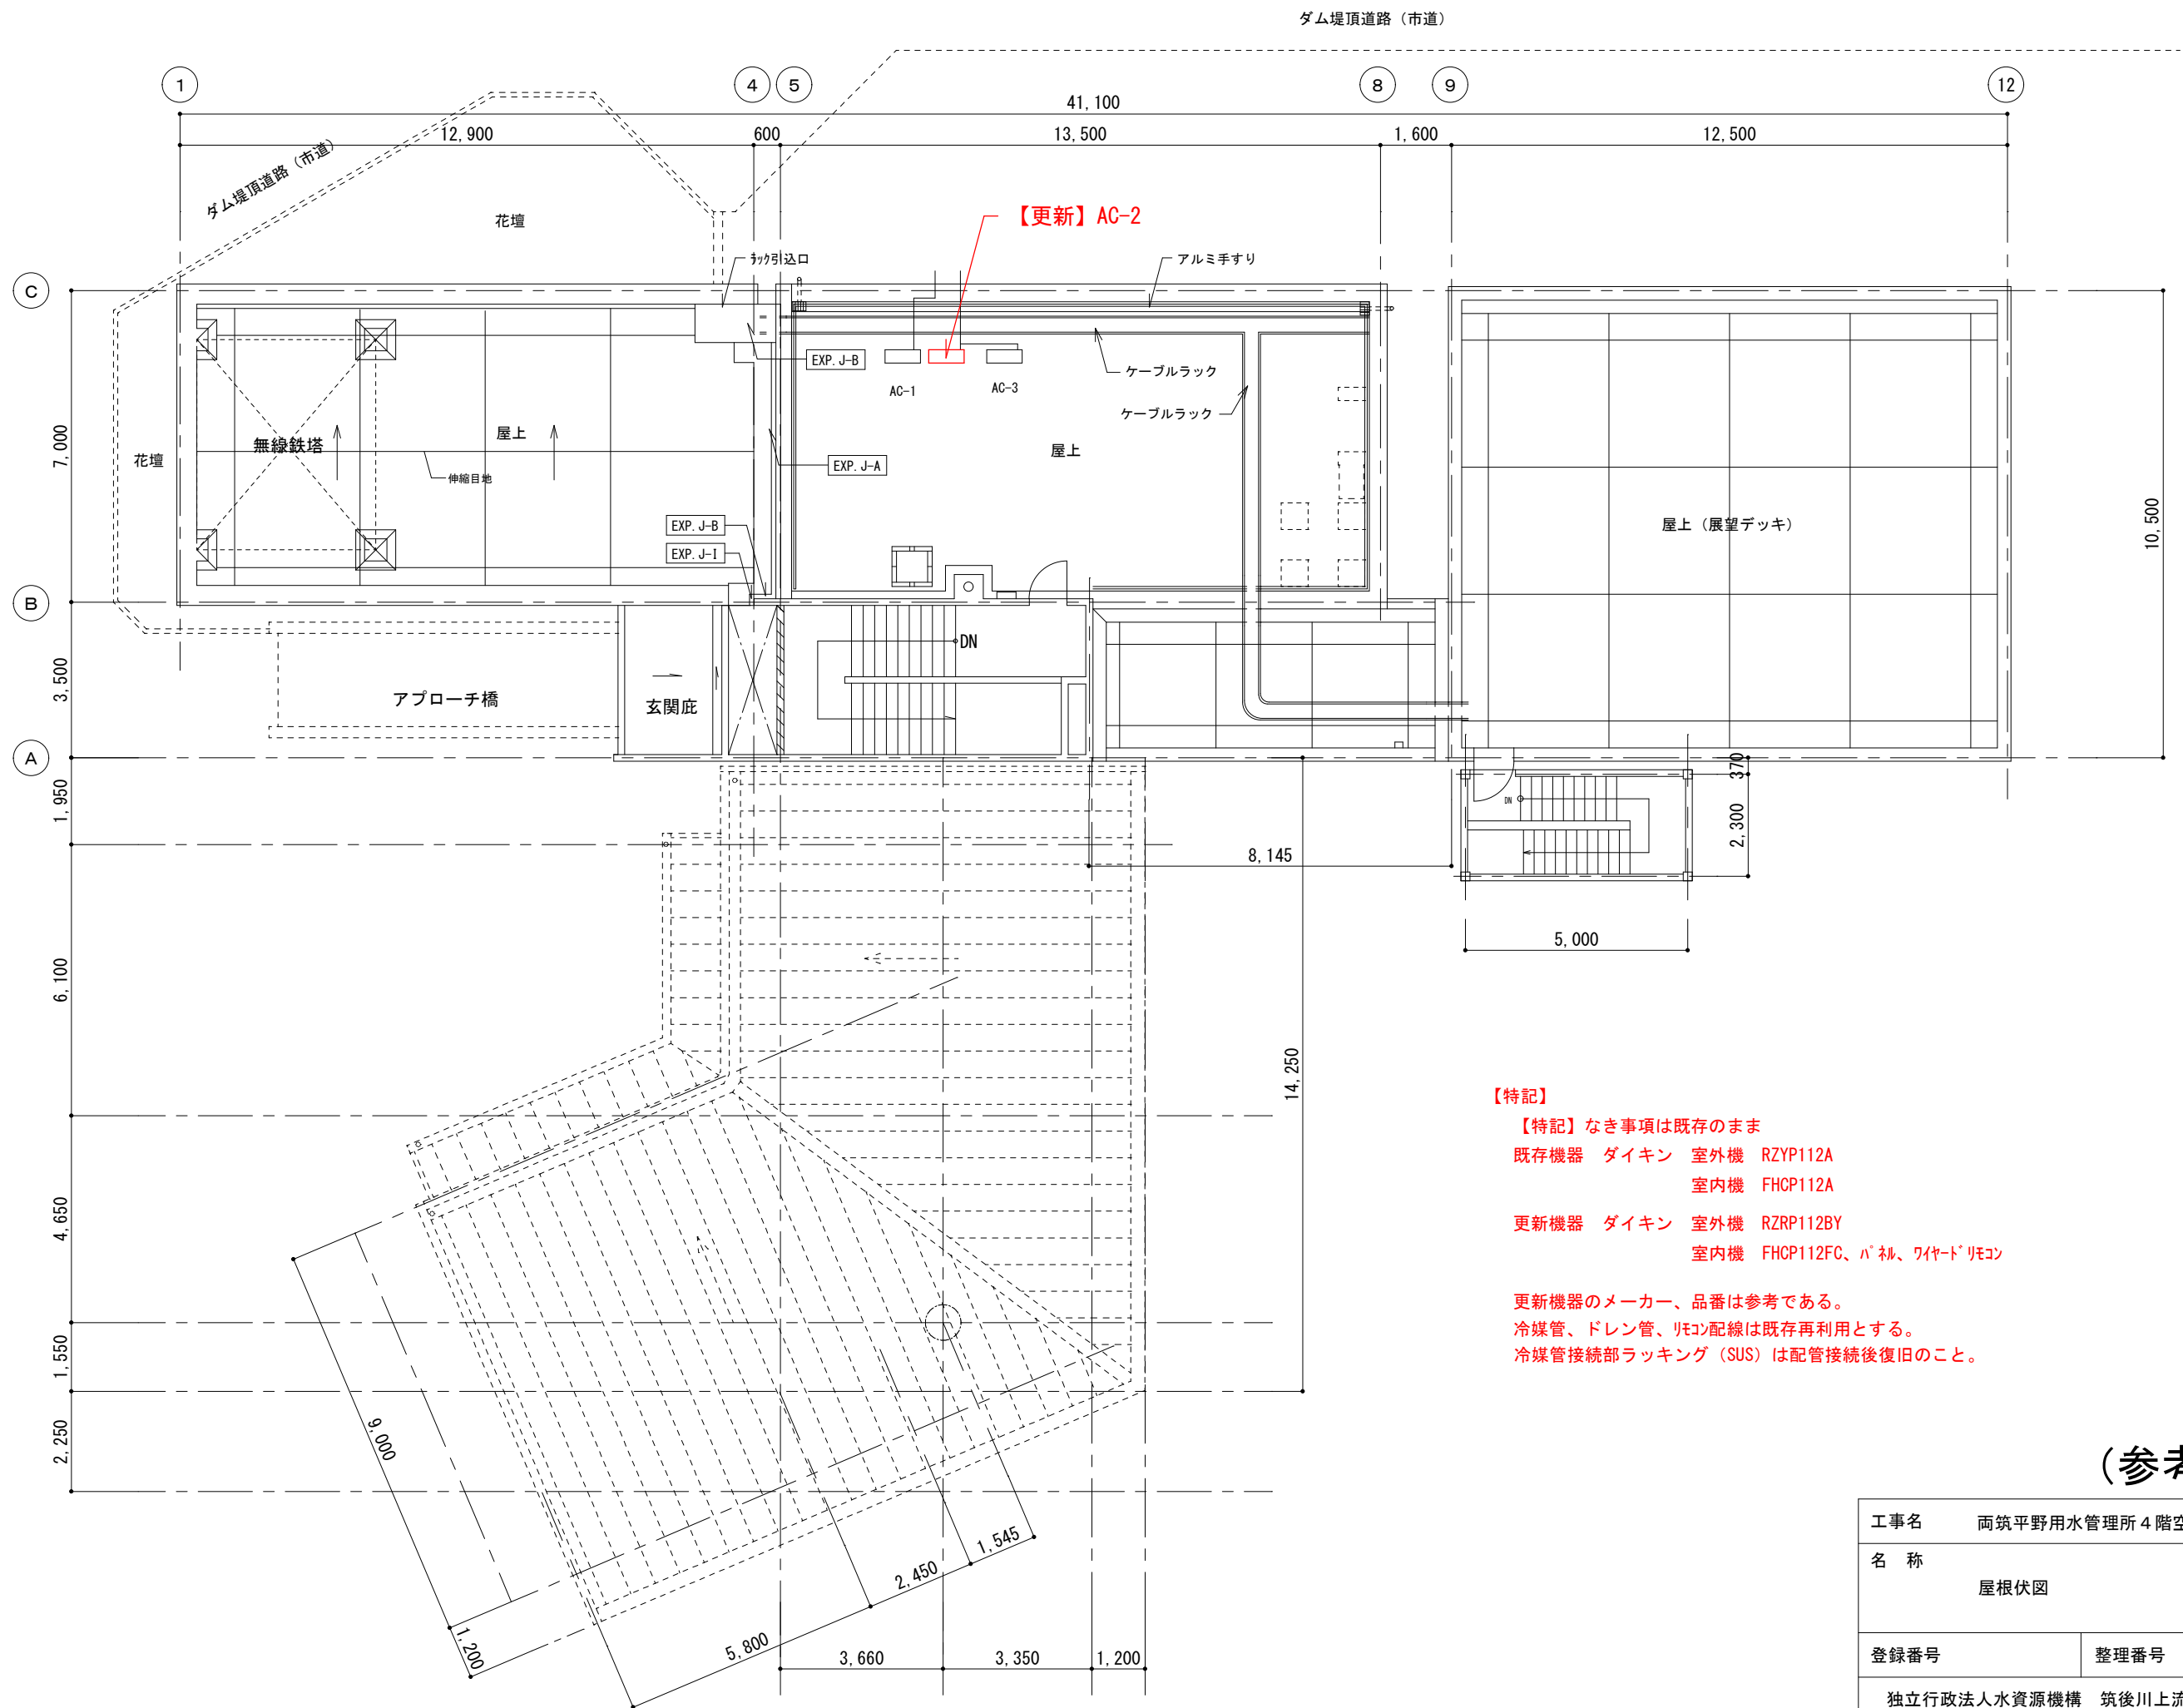 ダム堤頂道路（市道）
1
4
5
8
9
12
41,100
12,900
600
13,500
1,600
12,500
ダム堤頂道路（市道）
花壇
【更新】AC-2
ﾗｯｸ引込口
アルミ手すり
C
EXP. J-B
AC-1
AC-3
ケーブルラック
ケーブルラック
7,000
花壇
無線鉄塔
屋上
伸縮目地
EXP. J-A
屋上
屋上（展望デッキ）
10,500
EXP. J-B
EXP. J-I
B
3,500
アプローチ橋
玄関庇
DN
A
370
1,950
DN
2,300
8,145
5,000
6,100
14,250
【特記】
【特記】なき事項は既存のまま
既存機器　ダイキン　室外機　RZYP112A
室内機　FHCP112A
更新機器　ダイキン　室外機　RZRP112BY
室内機　FHCP112FC、ﾊﾟﾈﾙ、ﾜｲﾔｰﾄﾞﾘﾓｺﾝ
更新機器のメーカー、品番は参考である。
冷媒管、ドレン管、ﾘﾓｺﾝ配線は既存再利用とする。
冷媒管接続部ラッキング（SUS）は配管接続後復旧のこと。
4,650
1,550
2,250
9,000
1,200
5,800
2,450
1,545
3,660
3,350
1,200
（参考
工事名　両筑平野用水管理所４階空
名　称
屋根伏図
登録番号
整理番号
独立行政法人水資源機構　筑後川上流